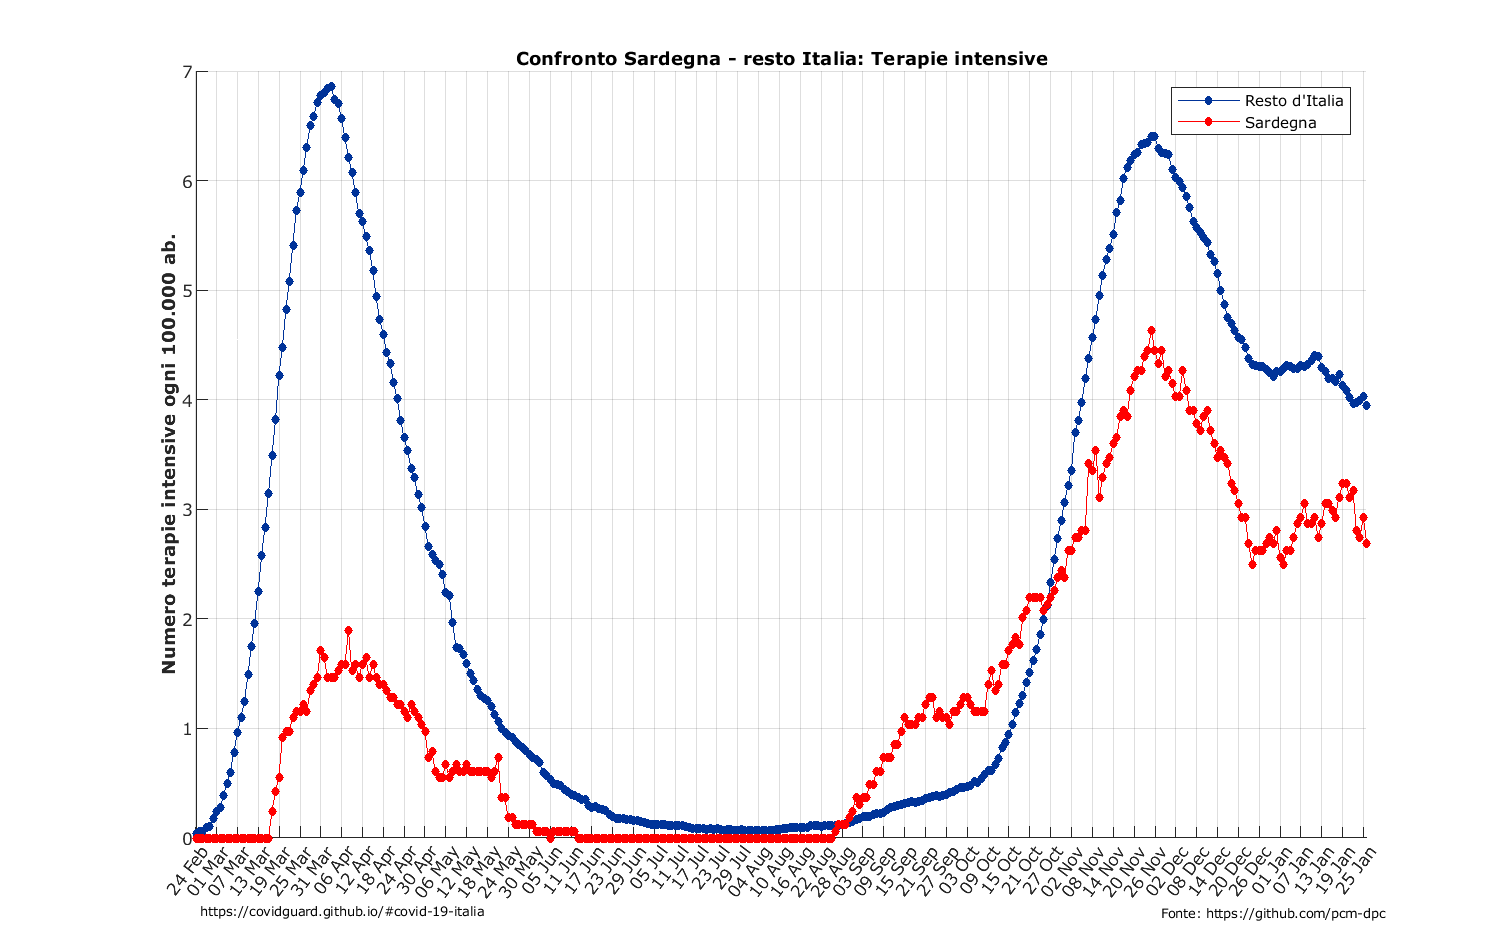 Confronto Sardegna - resto Italia: Terapie intensive
Resto d'Italia
Sardegna
Numero terapie intensive ogni 100.000 ab.
7
6
5
4
3
2
1
0
24 Feb
01 Mar
07 Mar
13 Mar
19 Mar
25 Mar
31 Mar
06 Apr
12 Apr
18 Apr
24 Apr
30 Apr
06 May
12 May
18 May
24 May
30 May
05 Jun
11 Jun
17 Jun
23 Jun
29 Jun
05 Jul
11 Jul
17 Jul
23 Jul
29 Jul
04 Aug
10 Aug
16 Aug
22 Aug
28 Aug
03 Sep
09 Sep
15 Sep
21 Sep
27 Sep
03 Oct
09 Oct
15 Oct
21 Oct
27 Oct
02 Nov
08 Nov
14 Nov
20 Nov
26 Nov
02 Dec
08 Dec
14 Dec
20 Dec
26 Dec
01 Jan
07 Jan
13 Jan
19 Jan
25 Jan
https://covidguard.github.io/#covid-19-italia
Fonte: https://github.com/pcm-dpc